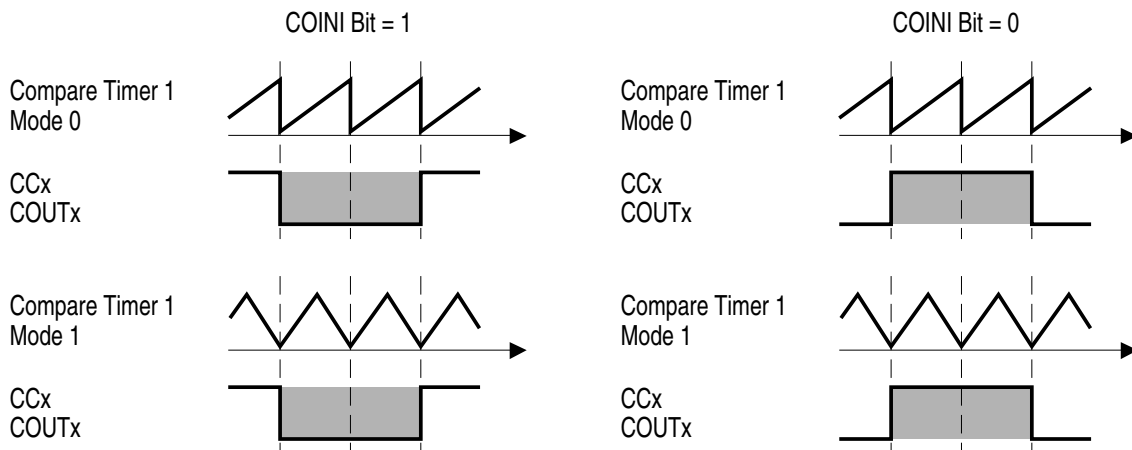 COINI Bit = 1
COINI Bit = 0
Compare Timer 1
Mode 0
Compare Timer 1
Mode 0
CCx
COUTx
CCx
COUTx
Compare Timer 1
Mode 1
Compare Timer 1
Mode 1
CCx
COUTx
CCx
COUTx